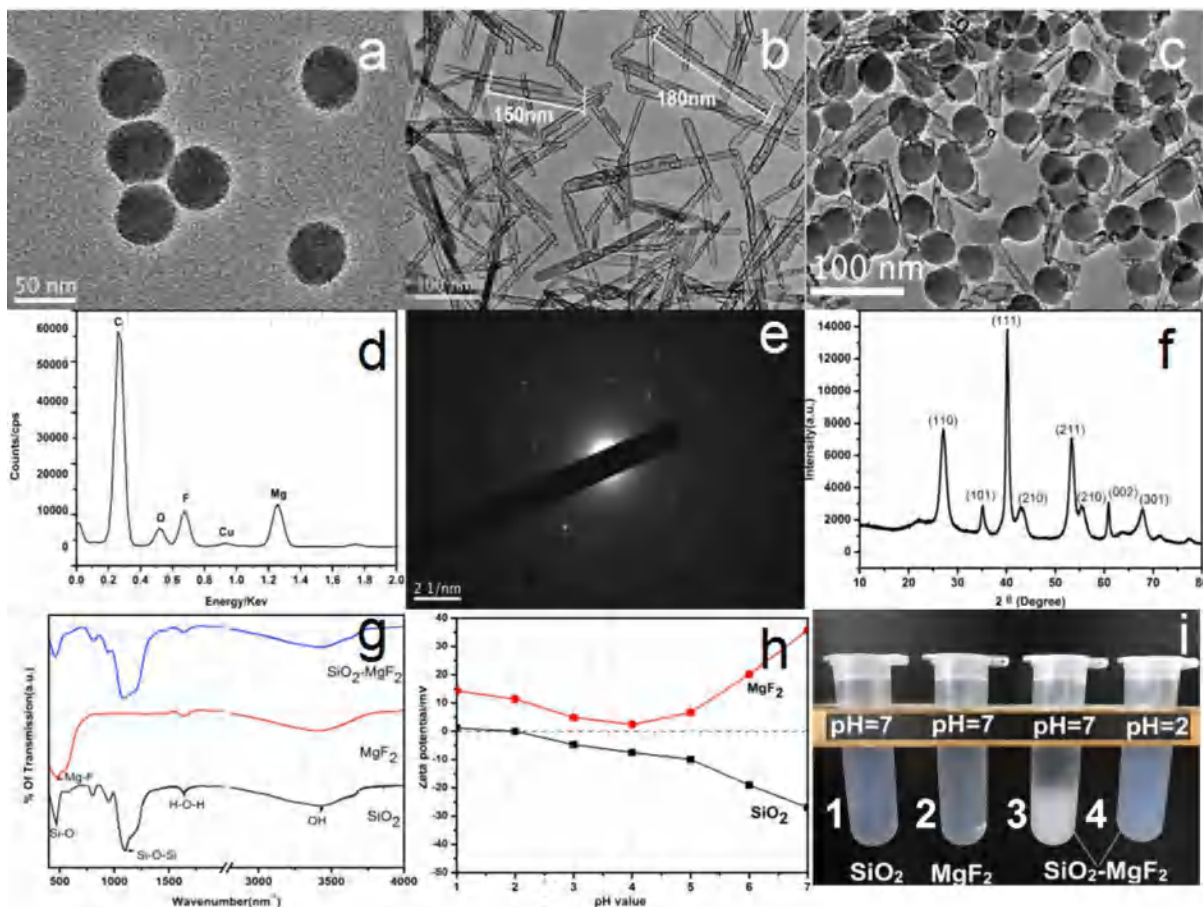 a
50 nm
b
150nm
180nm
100 nm
c
100 nm
d
Counts/cps
60000
50000
40000
30000
20000
10000
0
C
O
F
Cu
Mg
0.0 0.2 0.4 0.6 0.8 1.0 1.2 1.4 1.6 1.8 2.0
Energy/Kev
e
2 1/nm
f
Intensity(a.u.)
14000
12000
10000
8000
6000
4000
2000
0
(110)
(101)
(111)
(210)
(211)
(210)
(002)
(301)
10 20 30 40 50 60 70 80
2 θ (Degree)
g
% Of Transmission(a.u.)
SiO₂-MgF₂
MgF₂
Mg-F
SiO₂
Si-O
Si-O-Si
H-O-H
OH
500 1000 3000 3500 4000
Wavenumber(nm⁻¹)
h
Zeta potential/mv
40
30
20
10
0
-10
-20
-30
-40
-50
MgF₂
SiO₂
1 2 3 4 5 6 7
pH value
i
pH=7 pH=7 pH=7 pH=2
1 2 3 4
SiO₂ MgF₂ SiO₂-MgF₂